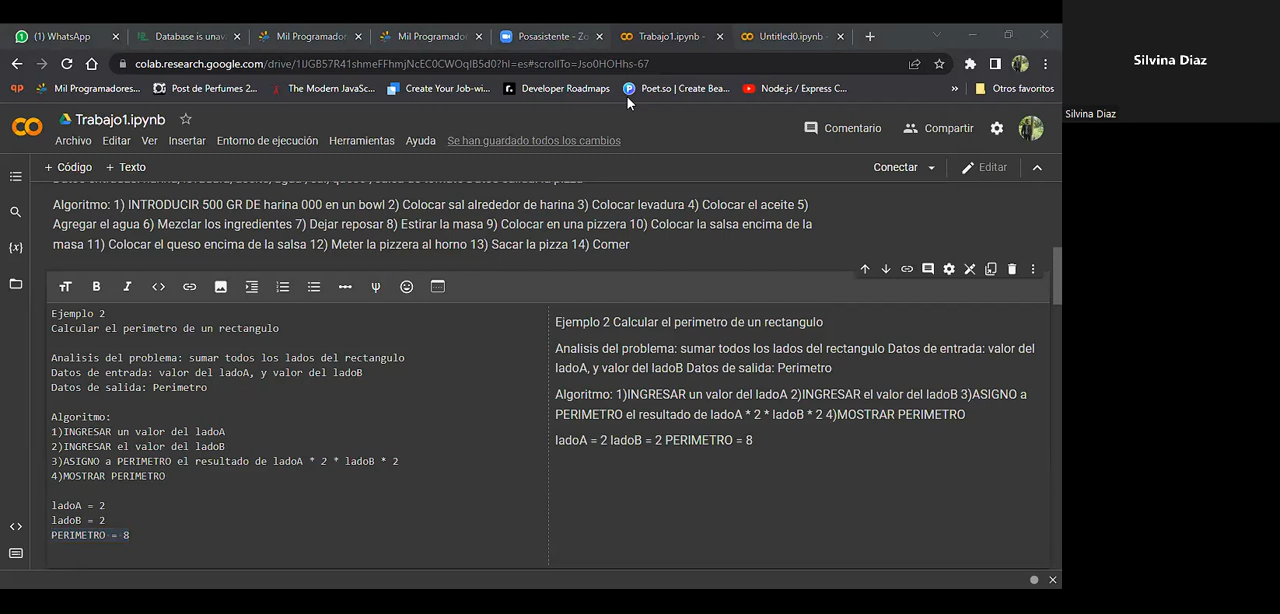 (1) WhatsApp
Database is unav
Mil Programador
Mil Programador
Posasistente - Zo
Trabajo1.ipynb -
Untitled0.ipynb -
colab.research.google.com/drive/1IJGB57R41shmeFFhmjNcEC0CWOqIB5d0?hl=es#scrollTo=Jso0HOHhs-67
qp
Mil Programadores...
Post de Perfumes 2...
The Modern JavaSc...
Create Your Job-wi...
Developer Roadmaps
Poet.so | Create Bea...
Node.js / Express C...
»
Otros favoritos
Trabajo1.ipynb
Archivo Editar Ver Insertar Entorno de ejecución Herramientas Ayuda Se han guardado todos los cambios
Comentario
Compartir
+ Código + Texto
Conectar
Editar
Algoritmo: 1) INTRODUCIR 500 GR DE harina 000 en un bowl 2) Colocar sal alrededor de harina 3) Colocar levadura 4) Colocar el aceite 5)
Agregar el agua 6) Mezclar los ingredientes 7) Dejar reposar 8) Estirar la masa 9) Colocar en una pizzera 10) Colocar la salsa encima de la
masa 11) Colocar el queso encima de la salsa 12) Meter la pizzera al horno 13) Sacar la pizza 14) Comer
Ejemplo 2
Calcular el perimetro de un rectangulo
Analisis del problema: sumar todos los lados del rectangulo
Datos de entrada: valor del ladoA, y valor del ladoB
Datos de salida: Perimetro
Algoritmo:
1)INGRESAR un valor del ladoA
2)INGRESAR el valor del ladoB
3)ASIGNO a PERIMETRO el resultado de ladoA * 2 * ladoB * 2
4)MOSTRAR PERIMETRO
ladoA = 2
ladoB = 2
PERIMETRO = 8
Ejemplo 2 Calcular el perimetro de un rectangulo
Analisis del problema: sumar todos los lados del rectangulo Datos de entrada: valor del
ladoA, y valor del ladoB Datos de salida: Perimetro
Algoritmo: 1)INGRESAR un valor del ladoA 2)INGRESAR el valor del ladoB 3)ASIGNO a
PERIMETRO el resultado de ladoA * 2 * ladoB * 2 4)MOSTRAR PERIMETRO
ladoA = 2 ladoB = 2 PERIMETRO = 8
Silvina Diaz
Silvina Diaz